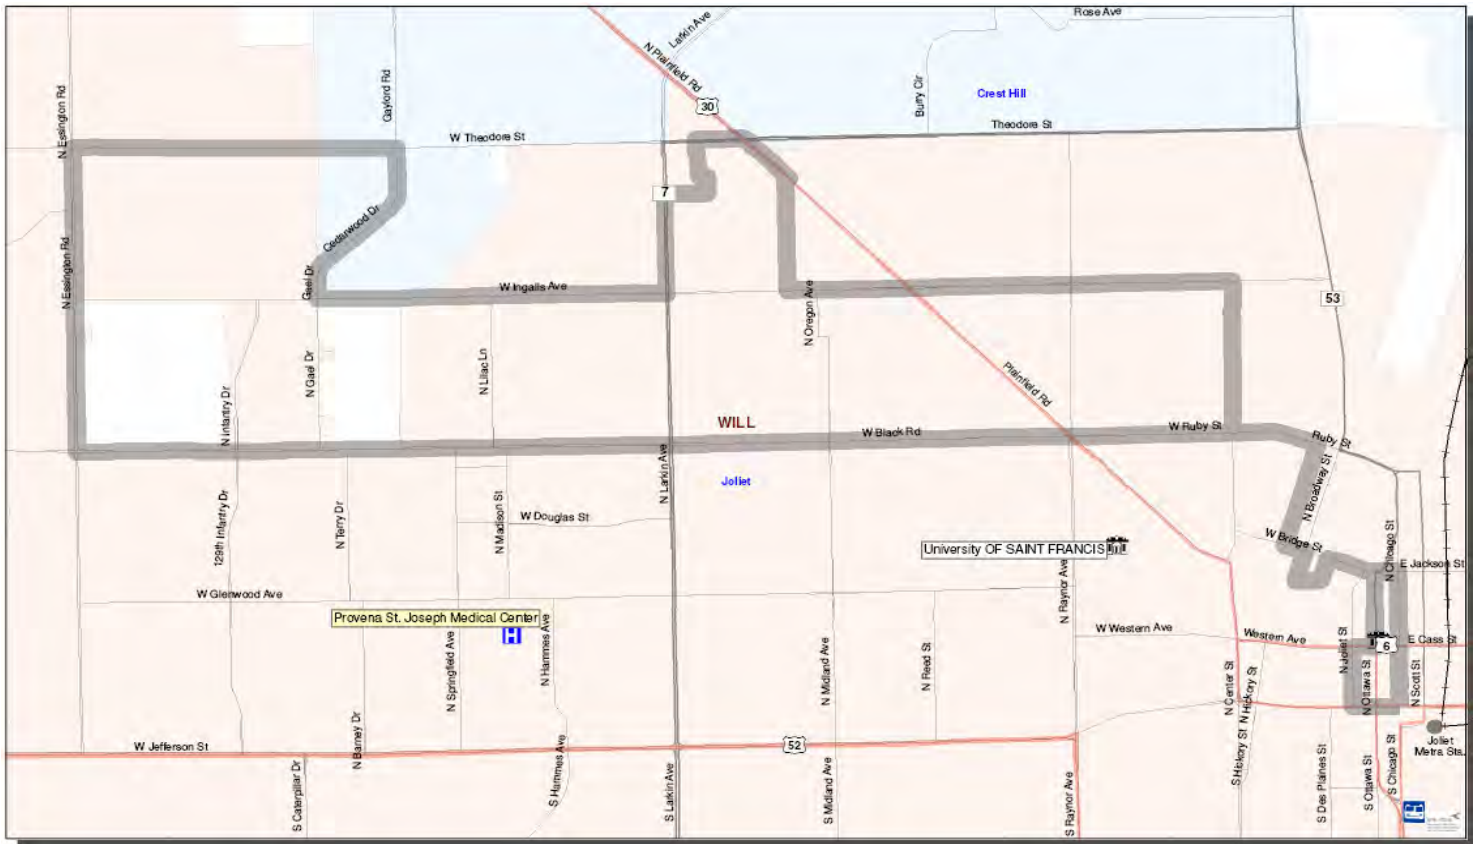 Rose Ave
Larkin Ave
N Plainfield Rd
30
Burry Cir
Crest Hill
Gaylord Rd
N Essington Rd
W Theodore St
Theodore St
7
Cedarwood Dr
N Essington Rd
Gael Dr
W Ingalls Ave
N Oregon Ave
53
N Infantry Dr
N Gael Dr
N Lilac Ln
Plainfield Rd
WILL
W Black Rd
W Ruby St
Ruby St
N Larkin Ave
Joliet
N Broadway St
129th Infantry Dr
N Terry Dr
N Madison St
W Douglas St
University OF SAINT FRANCIS
W Bridge St
N Chicago St
E Jackson St
W Glenwood Ave
N Raynor Ave
Provena St. Joseph Medical Center
H
W Western Ave
Western Ave
6
E Cass St
N Springfield Ave
N Hammes Ave
N Midland Ave
N Reed St
N Center St
N Hickory St
N Joliet St
N Ottawa St
N Scott St
W Jefferson St
N Barney Dr
52
Joliet
Metra Sta.
S Caterpillar Dr
S Hammes Ave
S Larkin Ave
S Midland Ave
S Raynor Ave
S Hickory St
S Des Plaines St
S Ottawa St
S Chicago St